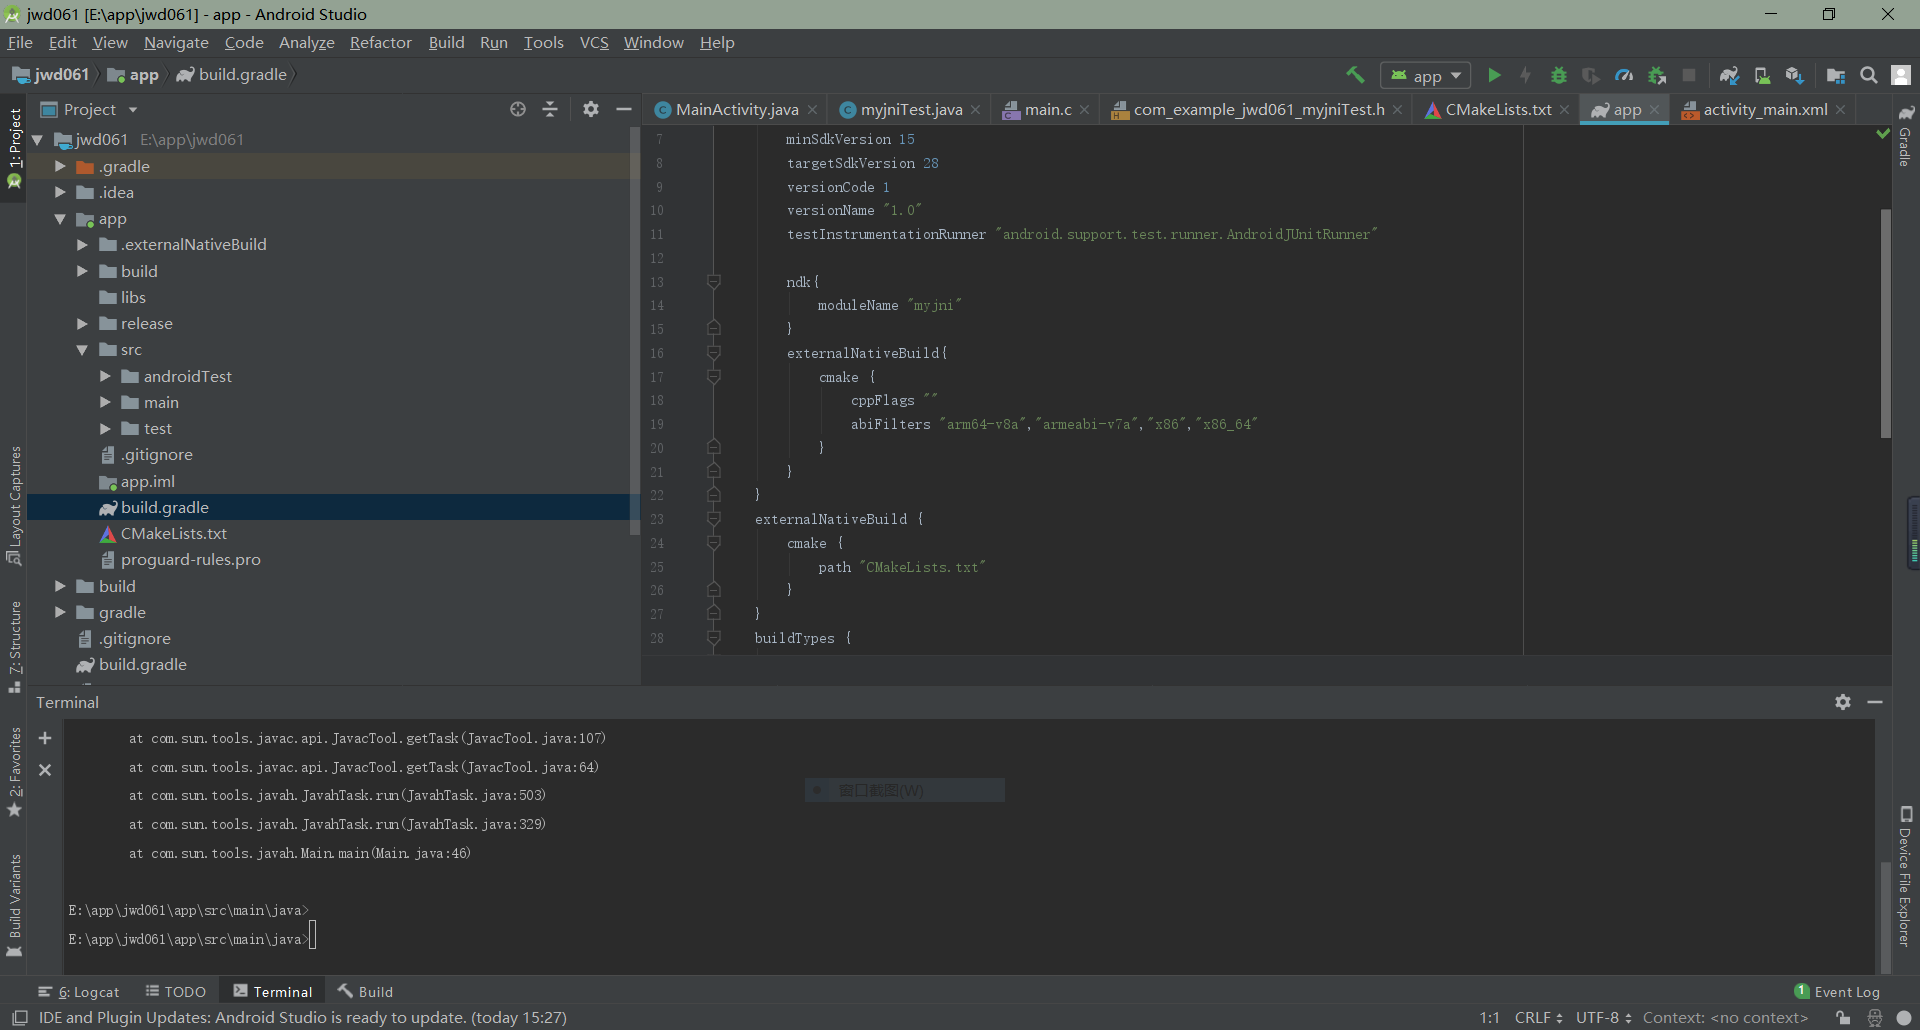 jwd061 [E:\app\jwd061] - app - Android Studio
File Edit View Navigate Code Analyze Refactor Build Run Tools VCS Window Help
jwd061 app build.gradle
app
Project
MainActivity.java myjniTest.java main.c com_example_jwd061_myjniTest.h CMakeLists.txt app activity_main.xml
1: Project
Layout Captures
7: Structure
2: Favorites
Build Variants
jwd061 E:\app\jwd061
.gradle
.idea
app
.externalNativeBuild
build
libs
release
src
androidTest
main
test
.gitignore
app.iml
build.gradle
CMakeLists.txt
proguard-rules.pro
build
gradle
.gitignore
build.gradle
7 minSdkVersion 15
8 targetSdkVersion 28
9 versionCode 1
10 versionName "1.0"
11 testInstrumentationRunner "android.support.test.runner.AndroidJUnitRunner"
12
13 ndk{
14 moduleName "myjni"
15 }
16 externalNativeBuild{
17 cmake {
18 cppFlags ""
19 abiFilters "arm64-v8a","armeabi-v7a","x86","x86_64"
20 }
21 }
22 }
23 externalNativeBuild {
24 cmake {
25 path "CMakeLists.txt"
26 }
27 }
28 buildTypes {
Gradle
Device File Explorer
Terminal
at com.sun.tools.javac.api.JavacTool.getTask(JavacTool.java:107)
at com.sun.tools.javac.api.JavacTool.getTask(JavacTool.java:64)
at com.sun.tools.javah.JavahTask.run(JavahTask.java:503)
at com.sun.tools.javah.JavahTask.run(JavahTask.java:329)
at com.sun.tools.javah.Main.main(Main.java:46)
窗口截图(W)
E:\app\jwd061\app\src\main\java>
E:\app\jwd061\app\src\main\java>
6: Logcat TODO Terminal Build 1 Event Log
IDE and Plugin Updates: Android Studio is ready to update. (today 15:27) 1:1 CRLF UTF-8 Context: <no context>